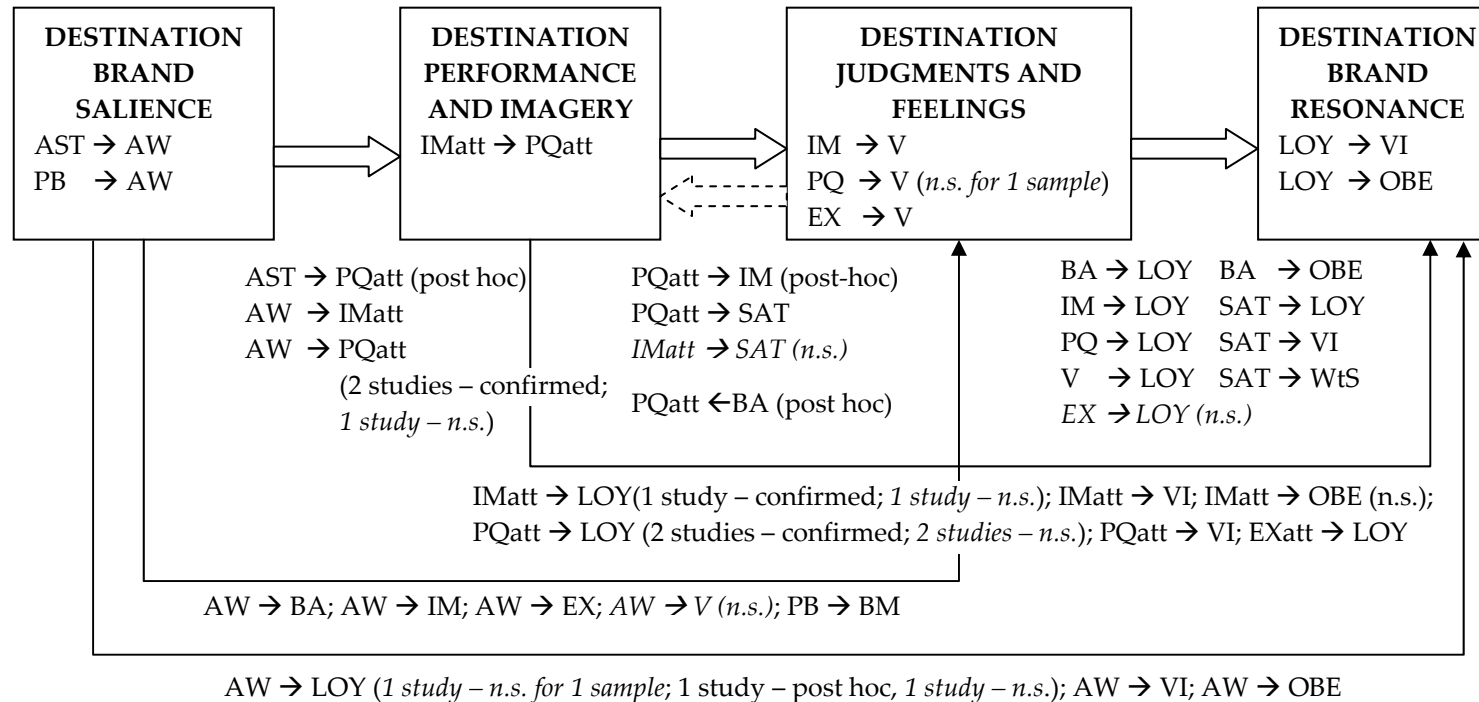 DESTINATION
BRAND
SALIENCE
AST → AW
PB → AW
DESTINATION
PERFORMANCE
AND IMAGERY
IMatt → PQatt
DESTINATION
JUDGMENTS AND
FEELINGS
IM → V
PQ → V (n.s. for 1 sample)
EX → V
DESTINATION
BRAND
RESONANCE
LOY → VI
LOY → OBE
AST → PQatt (post hoc)
AW → IMatt
AW → PQatt
(2 studies – confirmed;
1 study – n.s.)
PQatt → IM (post-hoc)
PQatt → SAT
IMatt → SAT (n.s.)
PQatt ←BA (post hoc)
BA → LOY BA → OBE
IM → LOY SAT → LOY
PQ → LOY SAT → VI
V → LOY SAT → WtS
EX → LOY (n.s.)
IMatt → LOY(1 study – confirmed; 1 study – n.s.); IMatt → VI; IMatt → OBE (n.s.);
PQatt → LOY (2 studies – confirmed; 2 studies – n.s.); PQatt → VI; EXatt → LOY
AW → BA; AW → IM; AW → EX; AW → V (n.s.); PB → BM
AW → LOY (1 study – n.s. for 1 sample; 1 study – post hoc, 1 study – n.s.); AW → VI; AW → OBE